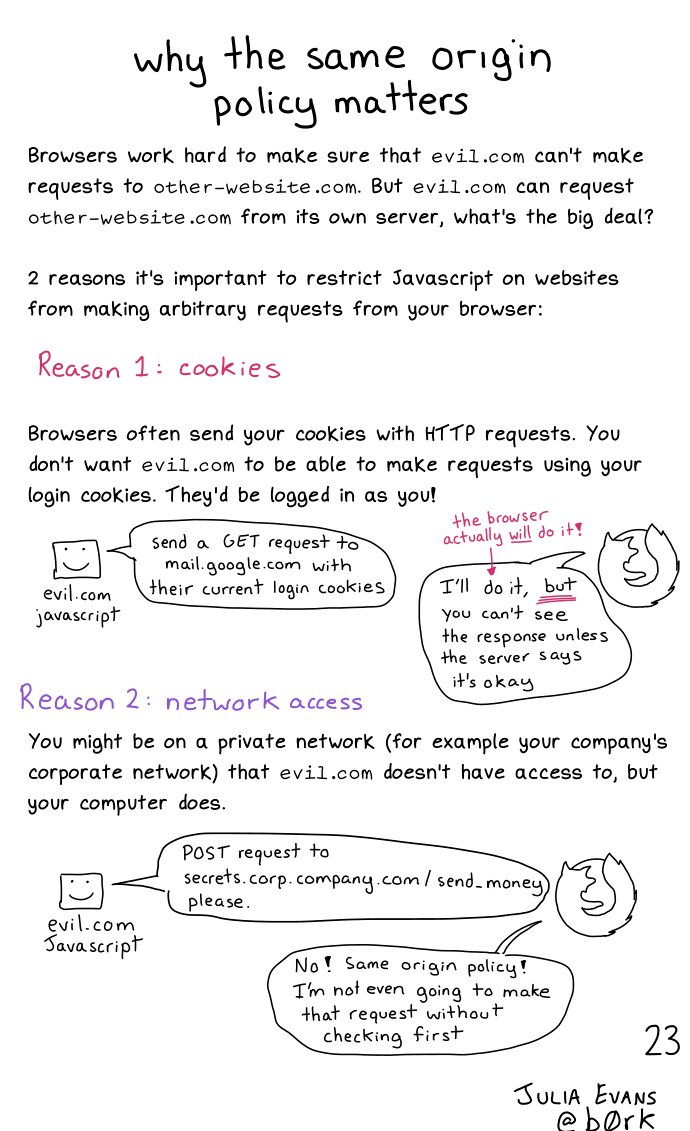 why the same origin
policy matters
Browsers work hard to make sure that evil.com can't make
requests to other-website.com. But evil.com can request
other-website.com from its own server, what's the big deal?
2 reasons it's important to restrict Javascript on websites
from making arbitrary requests from your browser:
Reason 1: cookies
Browsers often send your cookies with HTTP requests. You
don't want evil.com to be able to make requests using your
login cookies. They'd be logged in as you!
send a GET request to
mail.google.com with
their current login cookies
evil.com
javascript
the browser
actually will do it!
I'll do it, but
you can't see
the response unless
the server says
it's okay
Reason 2: network access
You might be on a private network (for example your company's
corporate network) that evil.com doesn't have access to, but
your computer does.
POST request to
secrets.corp.company.com/send_money
please.
evil.com
Javascript
No! Same origin policy!
I'm not even going to make
that request without
checking first
23
JULIA EVANS
@b0rk